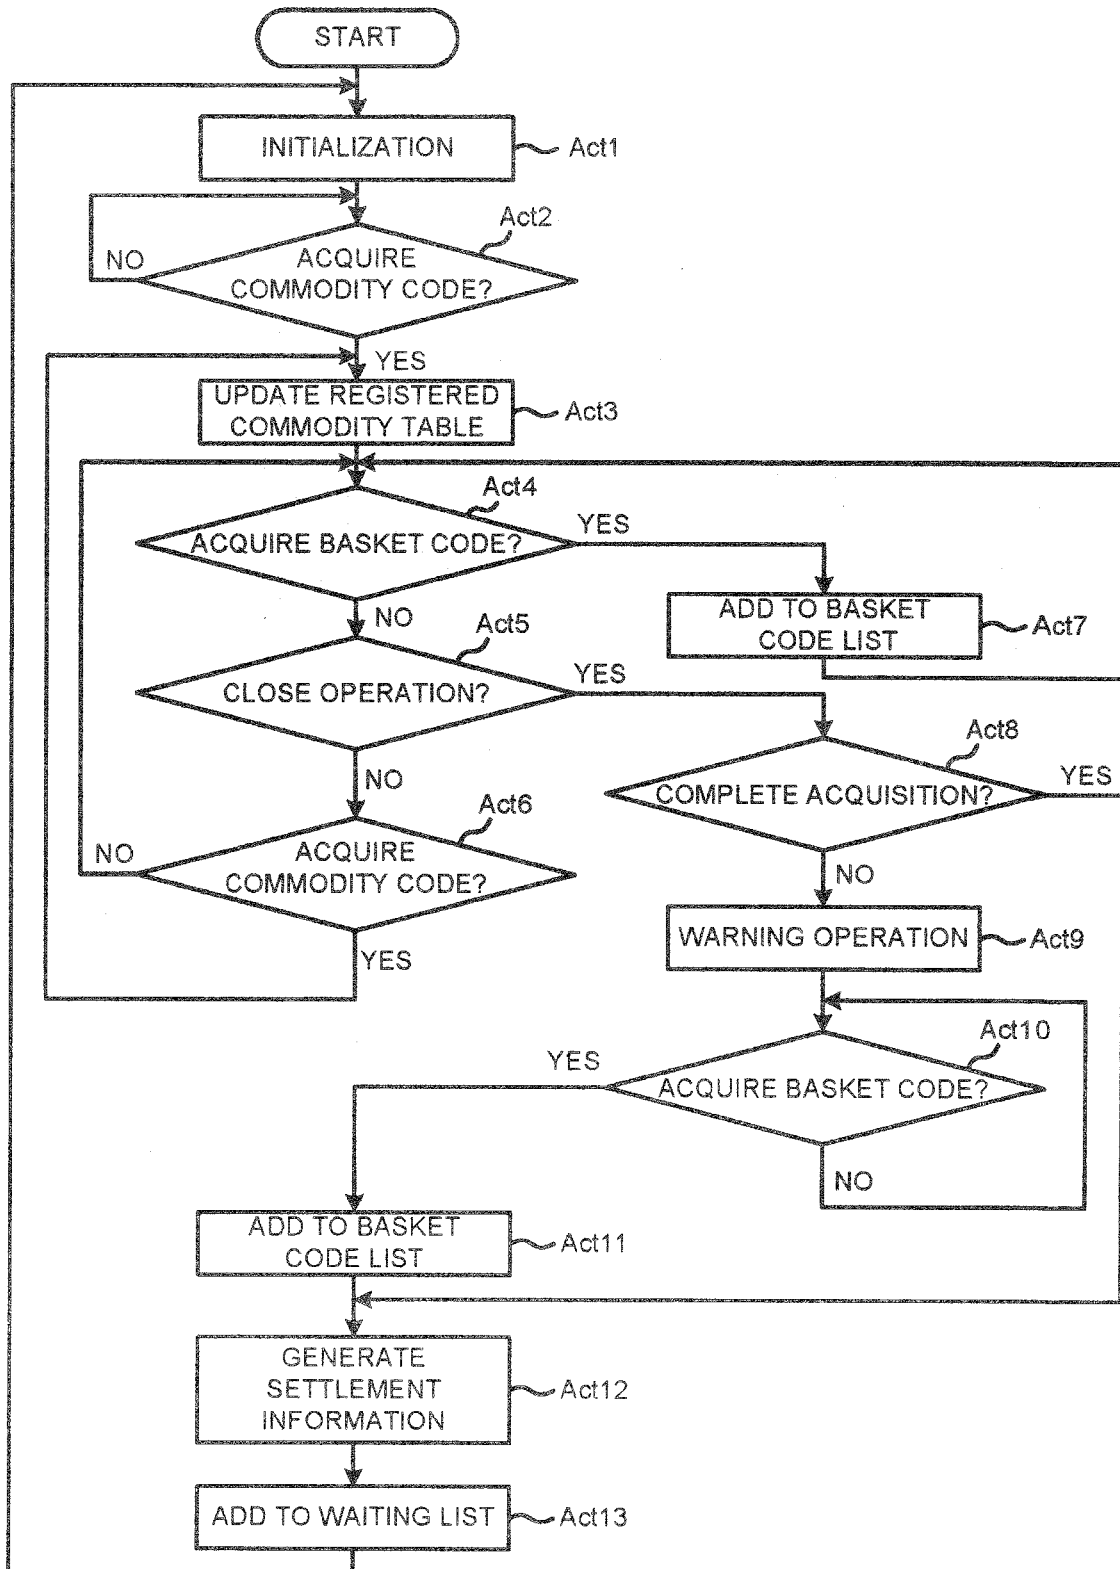 START
INITIALIZATION
Act1
Act2
NO
ACQUIRE
COMMODITY CODE?
YES
UPDATE REGISTERED
COMMODITY TABLE
Act3
Act4
YES
ACQUIRE BASKET CODE?
NO
ADD TO BASKET
CODE LIST
Act7
Act5
YES
CLOSE OPERATION?
NO
Act8
YES
COMPLETE ACQUISITION?
NO
Act6
NO
ACQUIRE
COMMODITY CODE?
YES
WARNING OPERATION
Act9
Act10
YES
ACQUIRE BASKET CODE?
NO
ADD TO BASKET
CODE LIST
Act11
GENERATE
SETTLEMENT
INFORMATION
Act12
ADD TO WAITING LIST
Act13